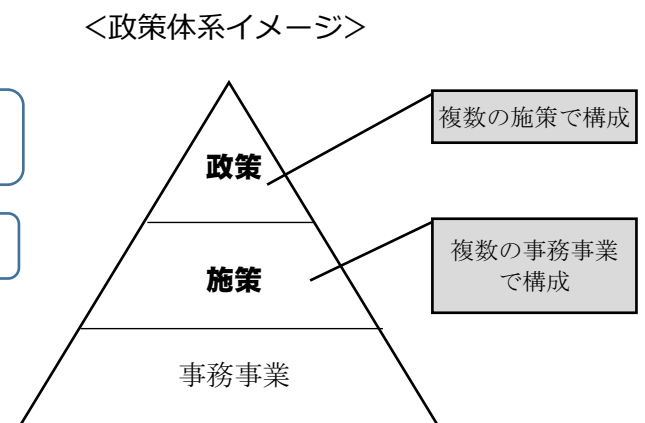 <政策体系イメージ>
複数の施策で構成
政策
複数の事務事業
で構成
施策
事務事業